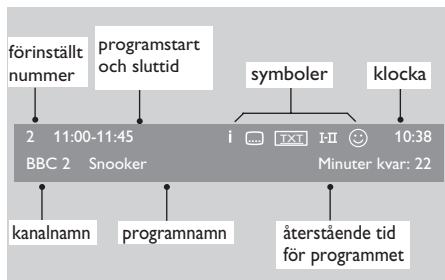 förinställt
nummer
programstart
och sluttid
symboler
klocka
2 11:00-11:45 i .... TXT I-II 10:38
BBC 2 Snooker Minuter kvar: 22
kanalnamn
programnamn
återstående tid
för programmet